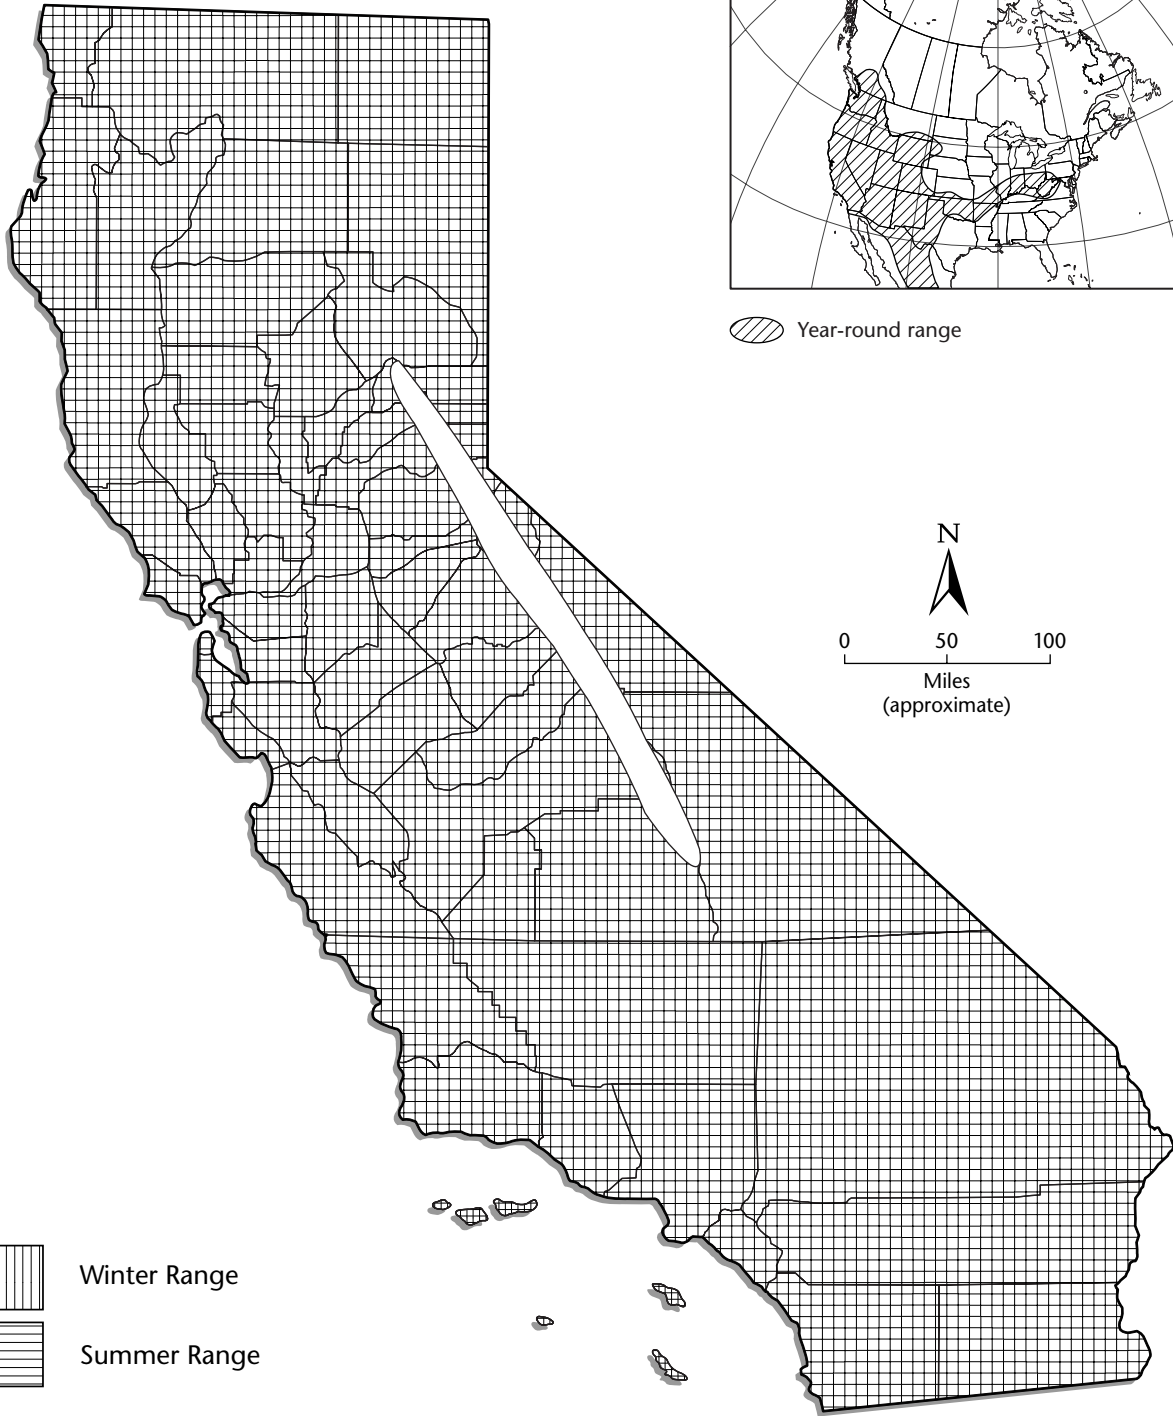 Year-round range
N
0 50 100
Miles
(approximate)
Winter Range
Summer Range